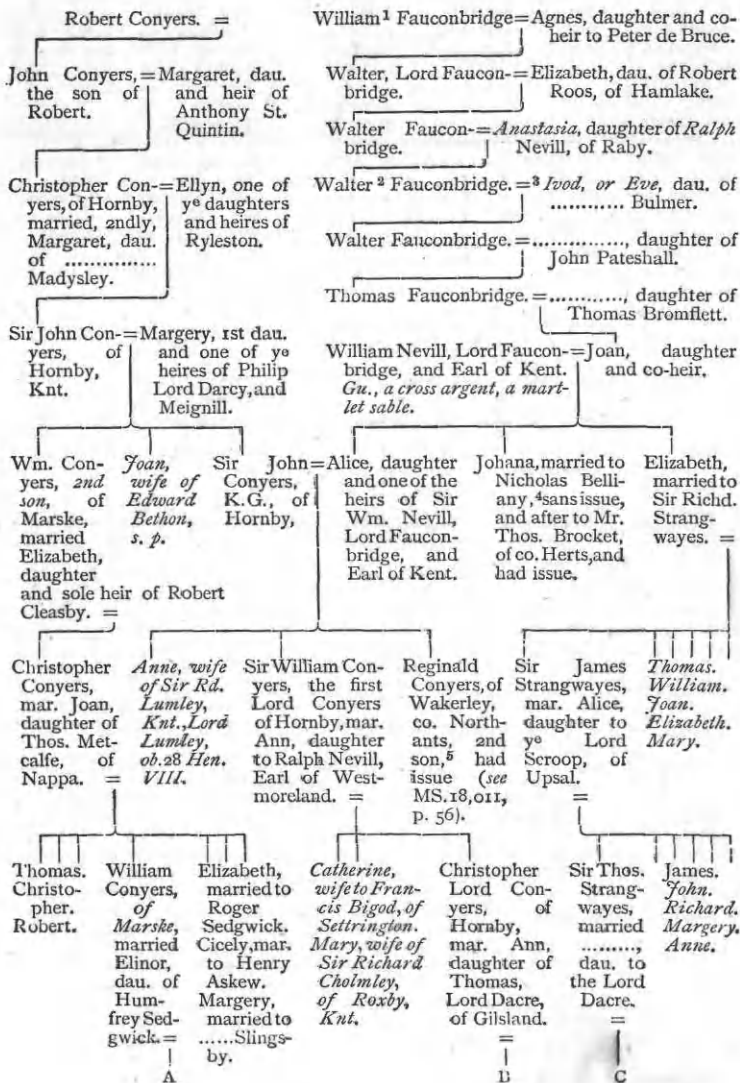 Robert Conyers. =
John Conyers, = Margaret, dau.
the son of and heir of
Robert. Anthony St.
Quintin.
Christopher Con- = Ellyn, one of
yers, of Hornby, yᵉ daughters
married, 2ndly, and heires of
Margaret, dau. Ryleston.
of ...............
Madysley.
Sir John Con- = Margery, 1st dau.
yers, of and one of yᵉ
Hornby, heires of Philip
Knt. Lord Darcy, and
Meignill.
William¹ Fauconbridge = Agnes, daughter and co-
heir to Peter de Bruce.
Walter, Lord Faucon- = Elizabeth, dau. of Robert
bridge. Roos, of Hamlake.
Walter Faucon- = Anastasia, daughter of Ralph
bridge. Nevill, of Raby.
Walter ² Fauconbridge. = ³ Ivod, or Eve, dau. of
............ Bulmer.
Walter Fauconbridge. = .............., daughter of
John Pateshall.
Thomas Fauconbridge. = ............, daughter of
Thomas Bromflett.
William Nevill, Lord Faucon- = Joan, daughter
bridge, and Earl of Kent. and co-heir.
Gu., a cross argent, a mart-
let sable.
Wm. Con-
yers, 2nd
son, of
Marske,
married
Elizabeth,
daughter
and sole heir of Robert
Cleasby. =
Joan,
wife of
Edward
Bethon,
s. p.
Sir John = Alice, daughter
Conyers, and one of the
K.G., of heirs of Sir
Hornby, Wm. Nevill,
Lord Faucon-
bridge, and
Earl of Kent.
Johana, married to
Nicholas Belli-
any,⁴ sans issue,
and after to Mr.
Thos. Brocket,
of co. Herts, and
had issue.
Elizabeth,
married to
Sir Richd.
Strang-
wayes. =
Christopher
Conyers,
mar. Joan,
daughter of
Thos. Met-
calfe, of
Nappa. =
Anne, wife
of Sir Rd.
Lumley,
Knt., Lord
Lumley,
ob. 28 Hen.
VIII.
Sir William Con-
yers, the first
Lord Conyers
of Hornby, mar.
Ann, daughter
to Ralph Nevill,
Earl of West-
moreland. =
Reginald
Conyers, of
Wakerley,
co. North-
ants, 2nd
son,⁵ had
issue (see
MS. 18,011,
p. 56).
Sir James
Strangwayes,
mar. Alice,
daughter to
yᵉ Lord
Scroop, of
Upsal.
=
Thomas.
William.
Joan.
Elizabeth.
Mary.
Thomas.
Christo-
pher.
Robert.
William
Conyers,
of
Marske,
married
Elinor,
dau. of
Hum-
frey Sed-
gwick. =
A
Elizabeth,
married to
Roger
Sedgwick.
Cicely, mar.
to Henry
Askew.
Margery,
married to
......Slings-
by.
Catherine,
wife to Fran-
cis Bigod, of
Settrington.
Mary, wife of
Sir Richard
Cholmley,
of Roxby,
Knt.
Christopher
Lord Con-
yers, of
Hornby,
mar. Ann,
daughter of
Thomas,
Lord Dacre,
of Gilsland.
=
B
Sir Thos.
Strang-
wayes,
married
.........,
dau. to
the Lord
Dacre.
=
C
James.
John.
Richard.
Margery.
Anne.